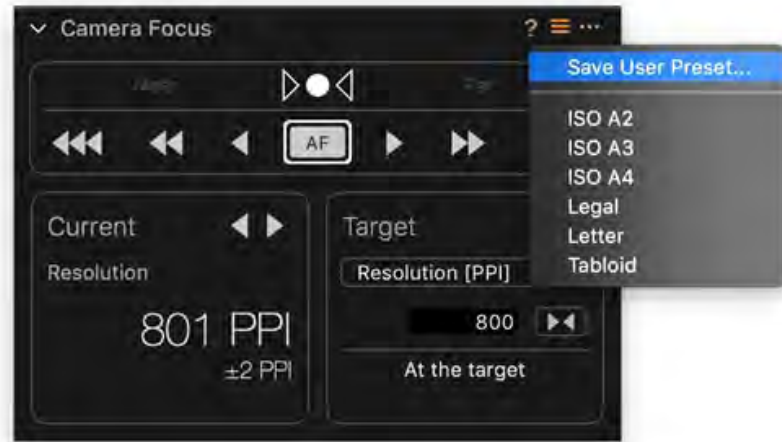 Camera Focus
?
Save User Preset...
ISO A2
ISO A3
ISO A4
Legal
Letter
Tabloid
AF
Current
Resolution
801 PPI
±2 PPI
Target
Resolution [PPI]
800
At the target